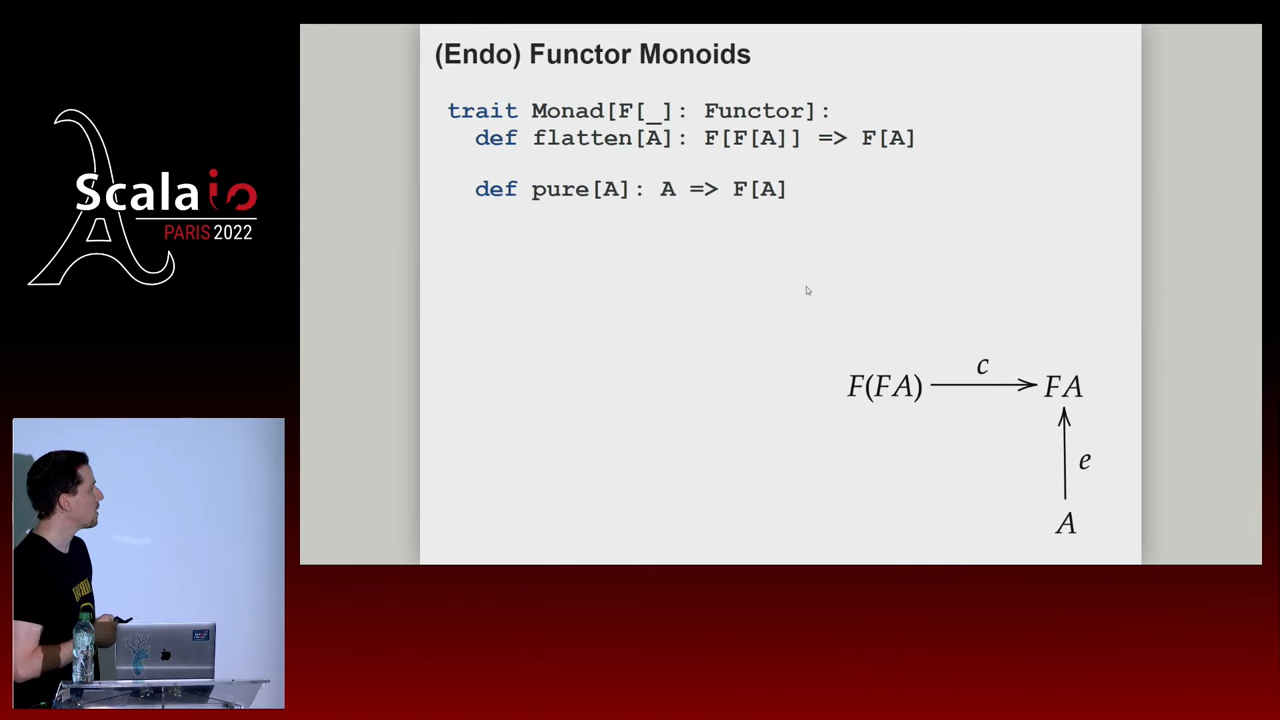 Scala io
PARIS 2022
(Endo) Functor Monoids
trait Monad[F[_]: Functor]:
def flatten[A]: F[F[A]] => F[A]
def pure[A]: A => F[A]
F(FA)
c
FA
e
A